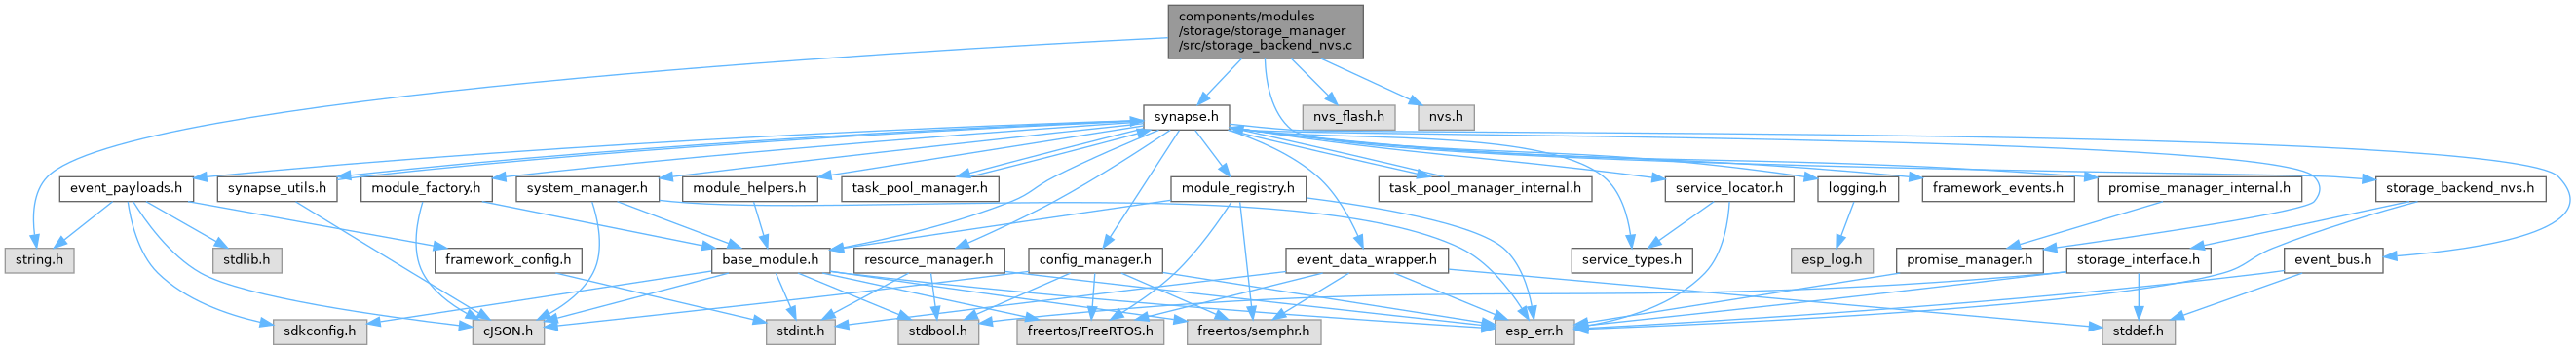 components/modules
/storage/storage_manager
/src/storage_backend_nvs.c
synapse.h
nvs_flash.h
nvs.h
event_payloads.h
synapse_utils.h
module_factory.h
system_manager.h
module_helpers.h
task_pool_manager.h
module_registry.h
task_pool_manager_internal.h
service_locator.h
logging.h
framework_events.h
promise_manager_internal.h
storage_backend_nvs.h
string.h
stdlib.h
framework_config.h
base_module.h
resource_manager.h
config_manager.h
event_data_wrapper.h
service_types.h
esp_log.h
promise_manager.h
storage_interface.h
event_bus.h
sdkconfig.h
cJSON.h
stdint.h
stdbool.h
freertos/FreeRTOS.h
freertos/semphr.h
esp_err.h
stddef.h